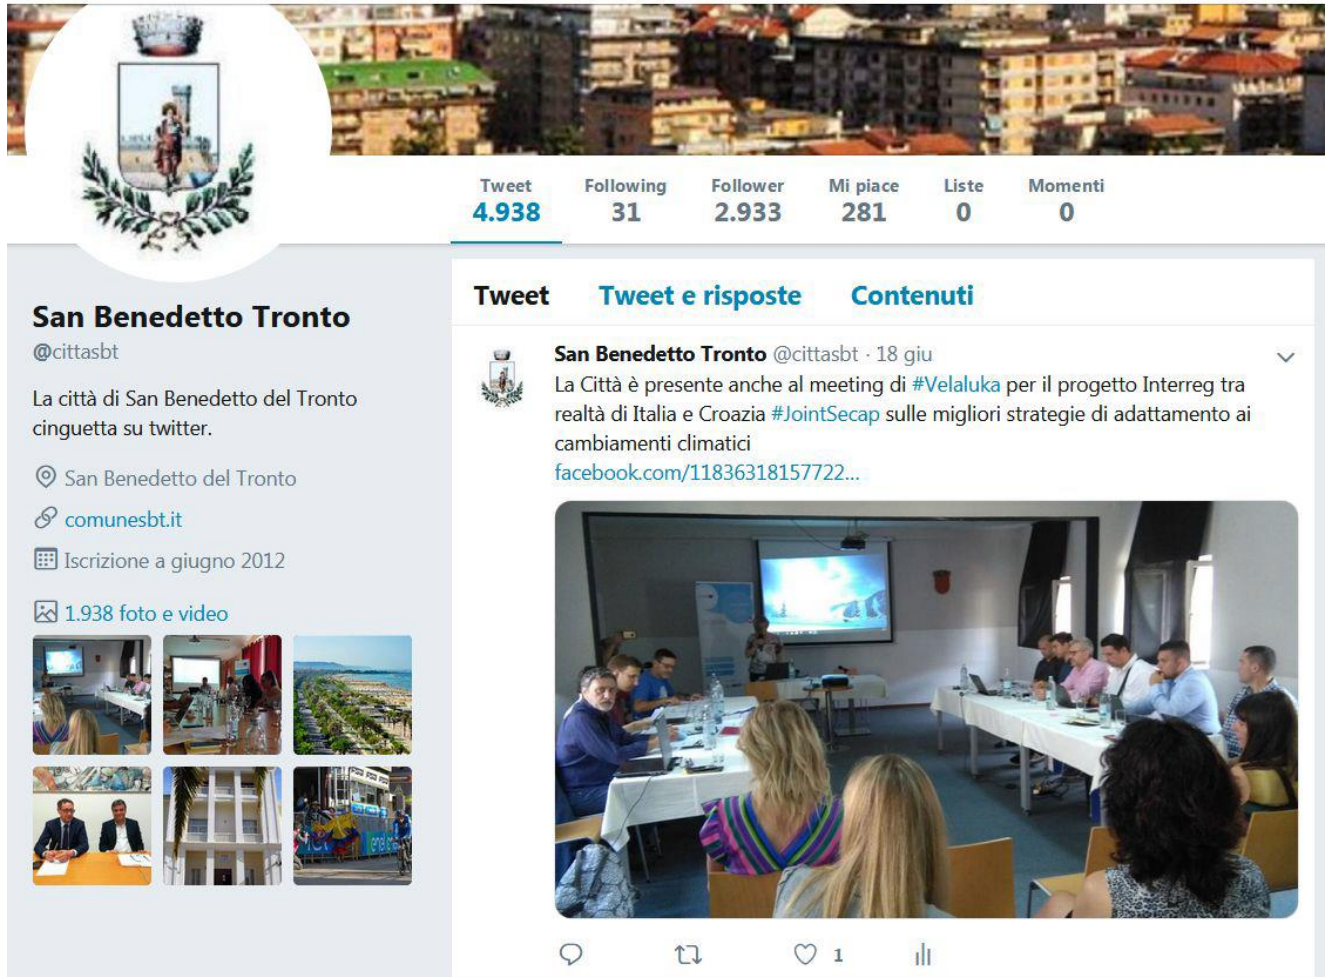 Tweet Following Follower Mi piace Liste Momenti
4.938 31 2.933 281 0 0
San Benedetto Tronto
@cittasbt
La città di San Benedetto del Tronto
cinguetta su twitter.
San Benedetto del Tronto
comunesbt.it
Iscrizione a giugno 2012
1.938 foto e video
Tweet Tweet e risposte Contenuti
San Benedetto Tronto @cittasbt · 18 giu
La Città è presente anche al meeting di #Velaluka per il progetto Interreg tra
realtà di Italia e Croazia #JointSecap sulle migliori strategie di adattamento ai
cambiamenti climatici
facebook.com/11836318157722...
1